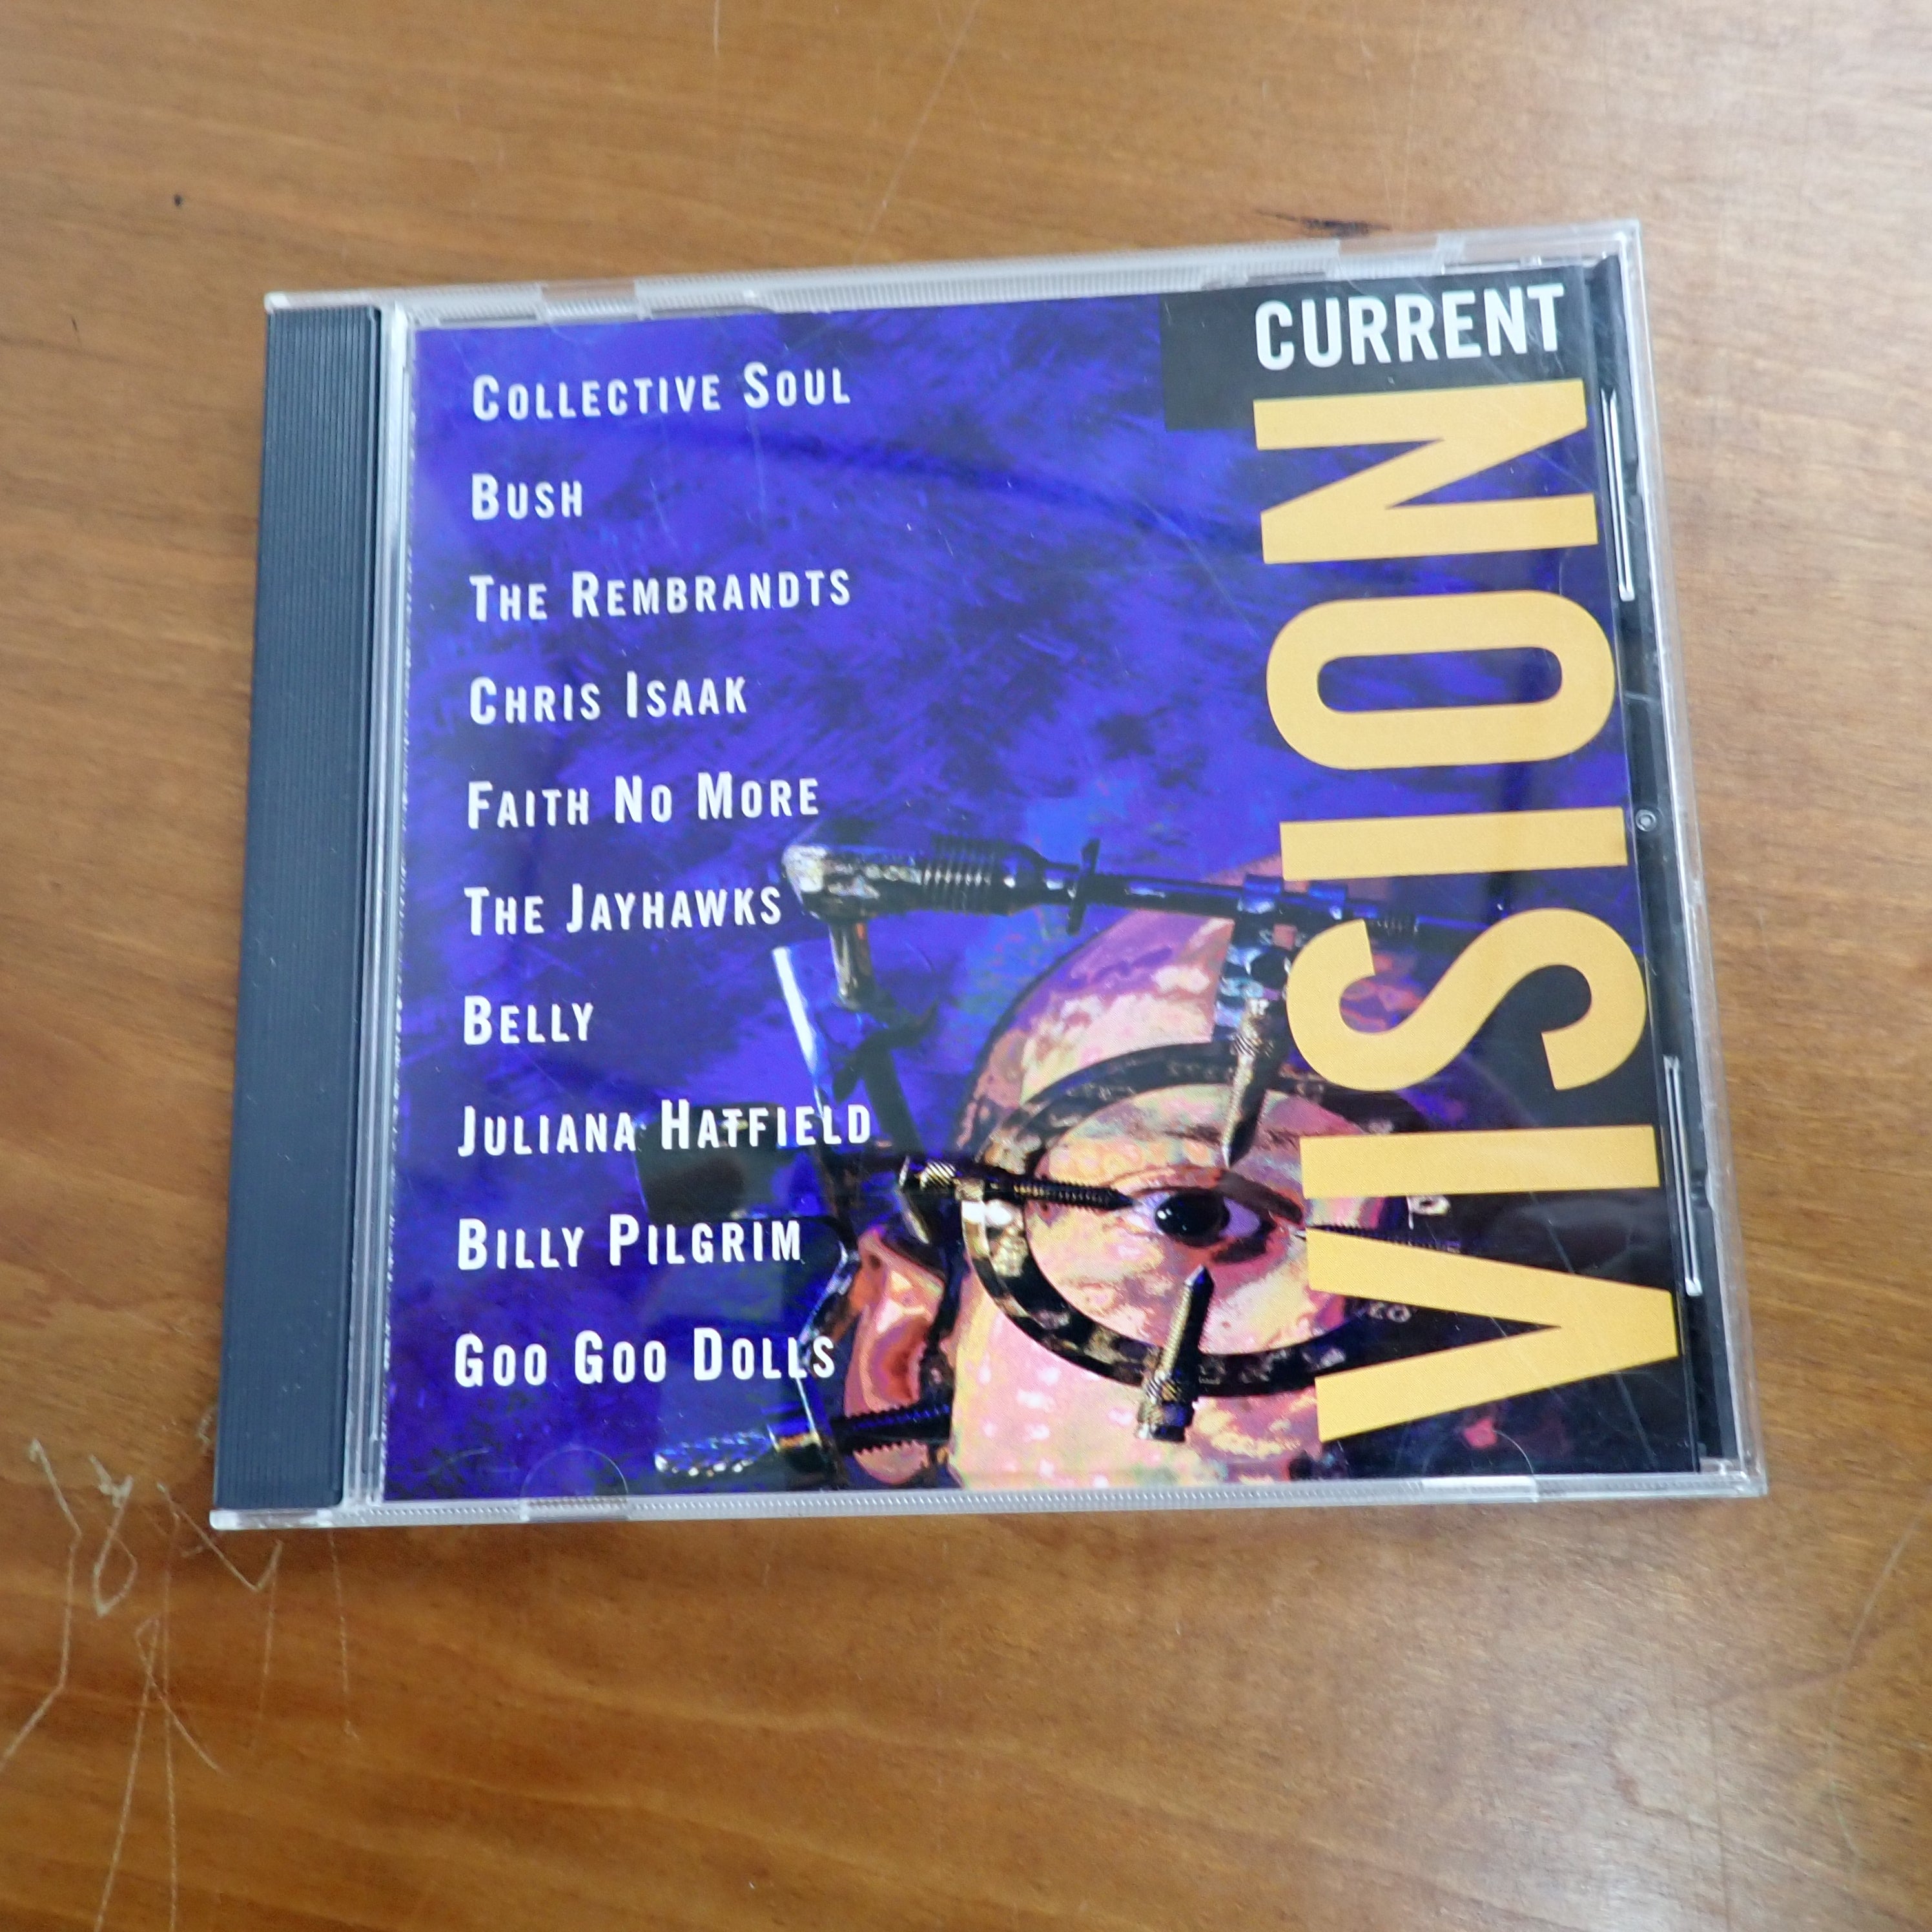 CURRENT
VISION
COLLECTIVE SOUL
BUSH
THE REMBRANDTS
CHRIS ISAAK
FAITH NO MORE
THE JAYHAWKS
BELLY
JULIANA HATFIELD
BILLY PILGRIM
GOO GOO DOLLS